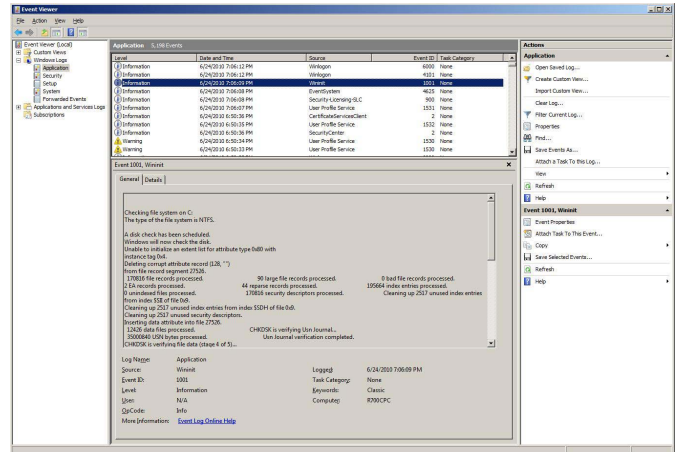 Event Viewer
File Action View Help
Event Viewer (Local)
Custom Views
Windows Logs
Application
Security
Setup
System
Forwarded Events
Applications and Services Logs
Subscriptions
Application 5,198 Events
Level Date and Time Source Event ID Task Category
Information 6/24/2010 7:06:12 PM Winlogon 6000 None
Information 6/24/2010 7:06:12 PM Winlogon 4101 None
Information 6/24/2010 7:06:09 PM Wininit 1001 None
Information 6/24/2010 7:06:08 PM EventSystem 4625 None
Information 6/24/2010 7:06:08 PM Security-Licensing-SLC 900 None
Information 6/24/2010 7:06:07 PM User Profile Service 1531 None
Information 6/24/2010 6:50:36 PM CertificateServicesClient 2 None
Information 6/24/2010 6:50:35 PM User Profile Service 1532 None
Information 6/24/2010 6:50:36 PM SecurityCenter 2 None
Warning 6/24/2010 6:50:34 PM User Profile Service 1530 None
Warning 6/24/2010 6:50:33 PM User Profile Service 1530 None
Event 1001, Wininit
General Details
Checking file system on C:
The type of the file system is NTFS.
A disk check has been scheduled.
Windows will now check the disk.
Unable to initialize an extent list for attribute type 0x80 with
instance tag 0x4.
Deleting corrupt attribute record (128, "")
from file record segment 27526.
170816 file records processed. 90 large file records processed. 0 bad file records processed.
2 EA records processed. 44 reparse records processed. 195664 index entries processed.
0 unindexed files processed. 170816 security descriptors processed. Cleaning up 2517 unused index entries
from index $SII of file 0x9.
Cleaning up 2517 unused index entries from index $SDH of file 0x9.
Cleaning up 2517 unused security descriptors.
Inserting data attribute into file 27526.
12426 data files processed. CHKDSK is verifying Usn Journal...
35000840 USN bytes processed. Usn Journal verification completed.
CHKDSK is verifying file data (stage 4 of 5)...
Log Name: Application
Source: Wininit Logged: 6/24/2010 7:06:09 PM
Event ID: 1001 Task Category: None
Level: Information Keywords: Classic
User: N/A Computer: R700CPC
OpCode: Info
More Information: Event Log Online Help
Actions
Application
Open Saved Log...
Create Custom View...
Import Custom View...
Clear Log...
Filter Current Log...
Properties
Find...
Save Events As...
Attach a Task To this Log...
View
Refresh
Help
Event 1001, Wininit
Event Properties
Attach Task To This Event...
Copy
Save Selected Events...
Refresh
Help